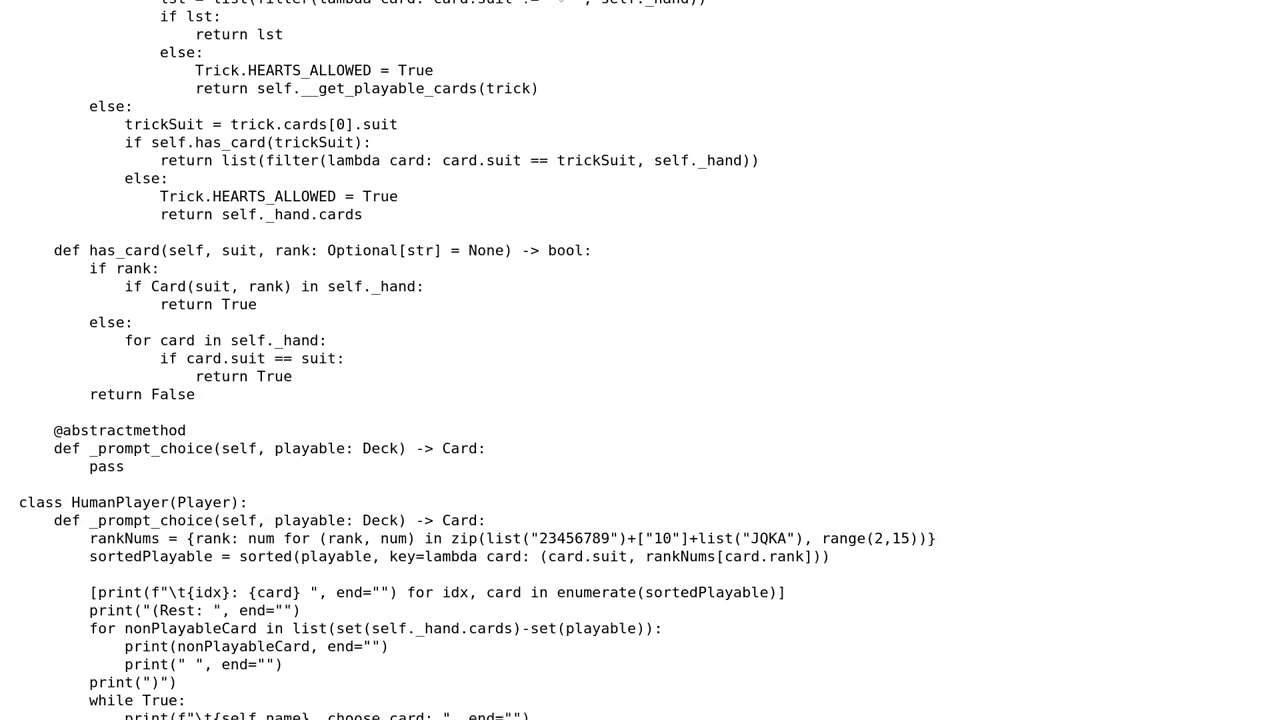 if lst:
return lst
else:
Trick.HEARTS_ALLOWED = True
return self.__get_playable_cards(trick)
else:
trickSuit = trick.cards[0].suit
if self.has_card(trickSuit):
return list(filter(lambda card: card.suit == trickSuit, self._hand))
else:
Trick.HEARTS_ALLOWED = True
return self._hand.cards
def has_card(self, suit, rank: Optional[str] = None) -> bool:
if rank:
if Card(suit, rank) in self._hand:
return True
else:
for card in self._hand:
if card.suit == suit:
return True
return False
@abstractmethod
def _prompt_choice(self, playable: Deck) -> Card:
pass
class HumanPlayer(Player):
def _prompt_choice(self, playable: Deck) -> Card:
rankNums = {rank: num for (rank, num) in zip(list("23456789")+["10"]+list("JQKA"), range(2,15))}
sortedPlayable = sorted(playable, key=lambda card: (card.suit, rankNums[card.rank]))
[print(f"\t{idx}: {card} ", end="") for idx, card in enumerate(sortedPlayable)]
print("(Rest: ", end="")
for nonPlayableCard in list(set(self._hand.cards)-set(playable)):
print(nonPlayableCard, end="")
print(" ", end="")
print(")")
while True:
print(f"\t{self.name}, choose card: ", end="")